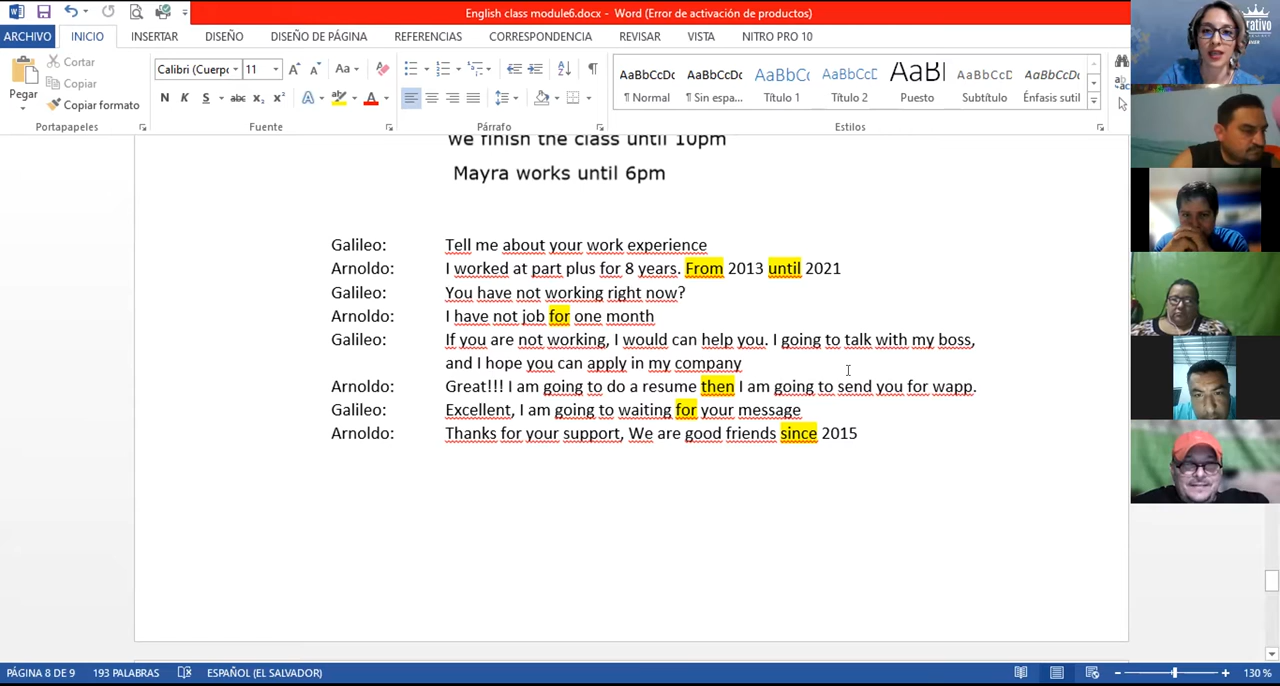 English class module6.docx - Word (Error de activación de productos)
ARCHIVO INICIO INSERTAR DISEÑO DISEÑO DE PÁGINA REFERENCIAS CORRESPONDENCIA REVISAR VISTA NITRO PRO 10
Pegar
Cortar
Copiar
Copiar formato
Portapapeles
Calibri (Cuerp 11
N K S abc x₂ x²
Fuente
Párrafo
AaBbCcDc AaBbCcDc AaBbCc AaBbCcD AaBl AaBbCcD AaBbCcDc
¶ Normal ¶ Sin espa... Título 1 Título 2 Puesto Subtítulo Énfasis sutil
Estilos
we finish the class until 10pm
Mayra works until 6pm
Galileo: Tell me about your work experience
Arnoldo: I worked at part plus for 8 years. From 2013 until 2021
Galileo: You have not working right now?
Arnoldo: I have not job for one month
Galileo: If you are not working, I would can help you. I going to talk with my boss,
and I hope you can apply in my company
Arnoldo: Great!!! I am going to do a resume then I am going to send you for wapp.
Galileo: Excellent, I am going to waiting for your message
Arnoldo: Thanks for your support, We are good friends since 2015
PÁGINA 8 DE 9 193 PALABRAS ESPAÑOL (EL SALVADOR) 130 %